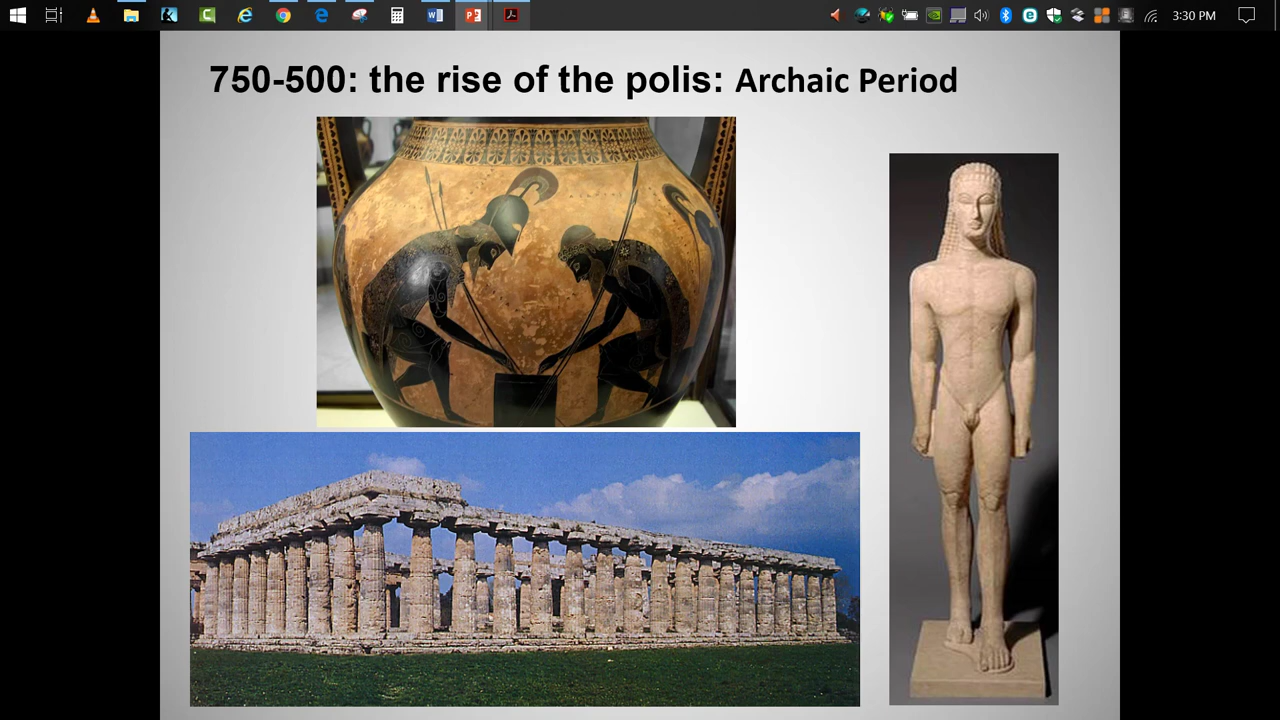 3:30 PM
750-500: the rise of the polis: Archaic Period